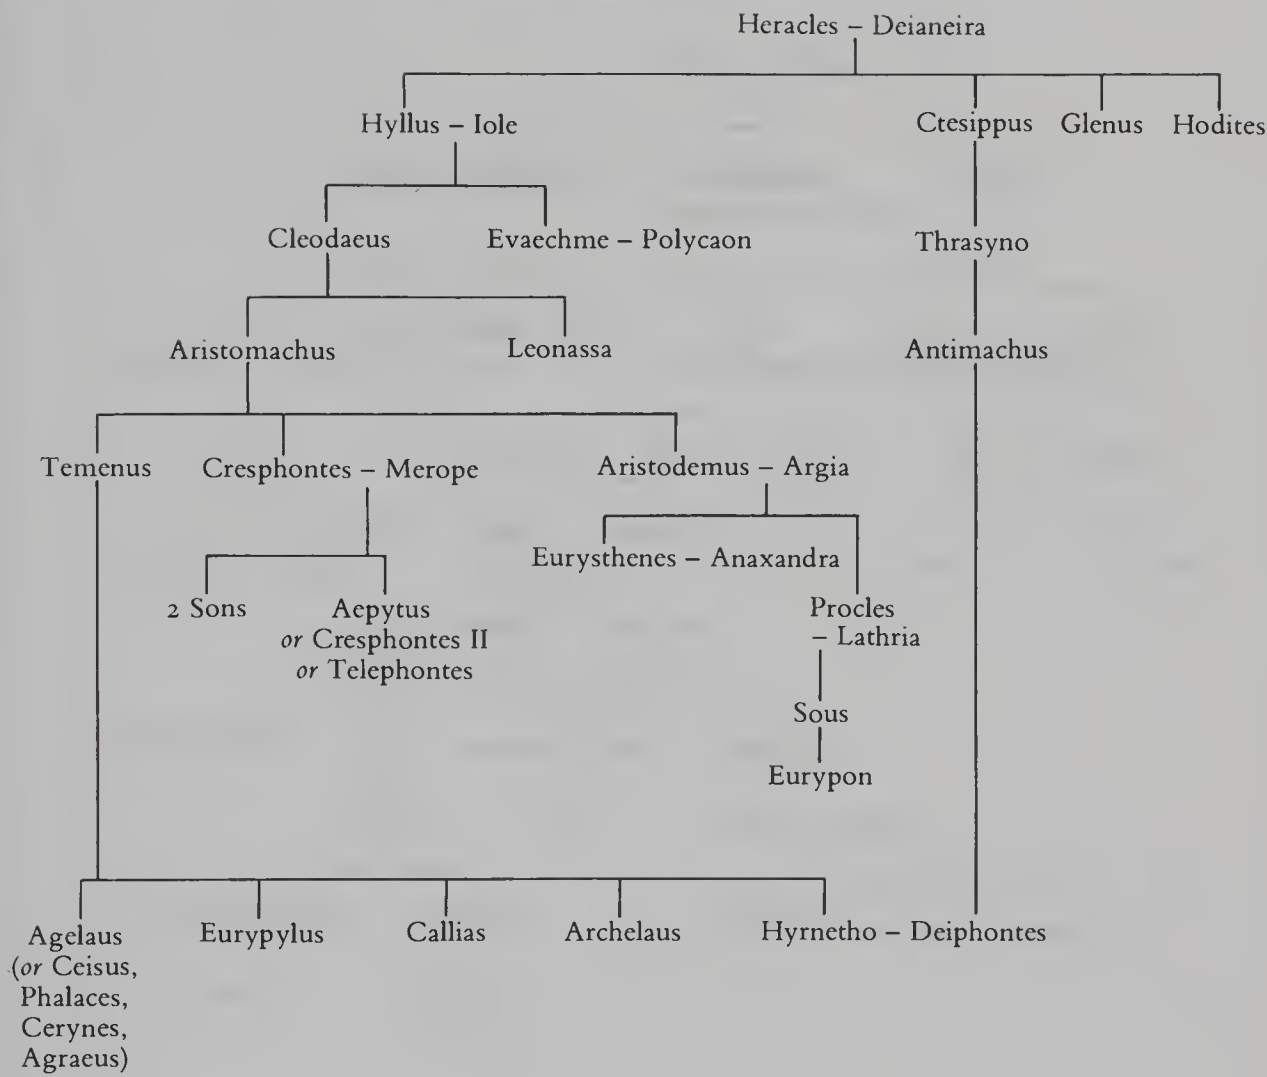 Heracles – Deianeira
Hyllus – Iole
Ctesippus
Glenus
Hodites
Cleodaeus
Evaechme – Polycaon
Thrasyno
Aristomachus
Leonassa
Antimachus
Temenus
Cresphontes – Merope
Aristodemus – Argia
Eurysthenes – Anaxandra
2 Sons
Aepytus
or Cresphontes II
or Telephontes
Procles
– Lathria
Sous
Eurypon
Agelaus
(or Ceisus,
Phalaces,
Cerynes,
Agraeus)
Eurypylus
Callias
Archelaus
Hyrnetho – Deiphontes